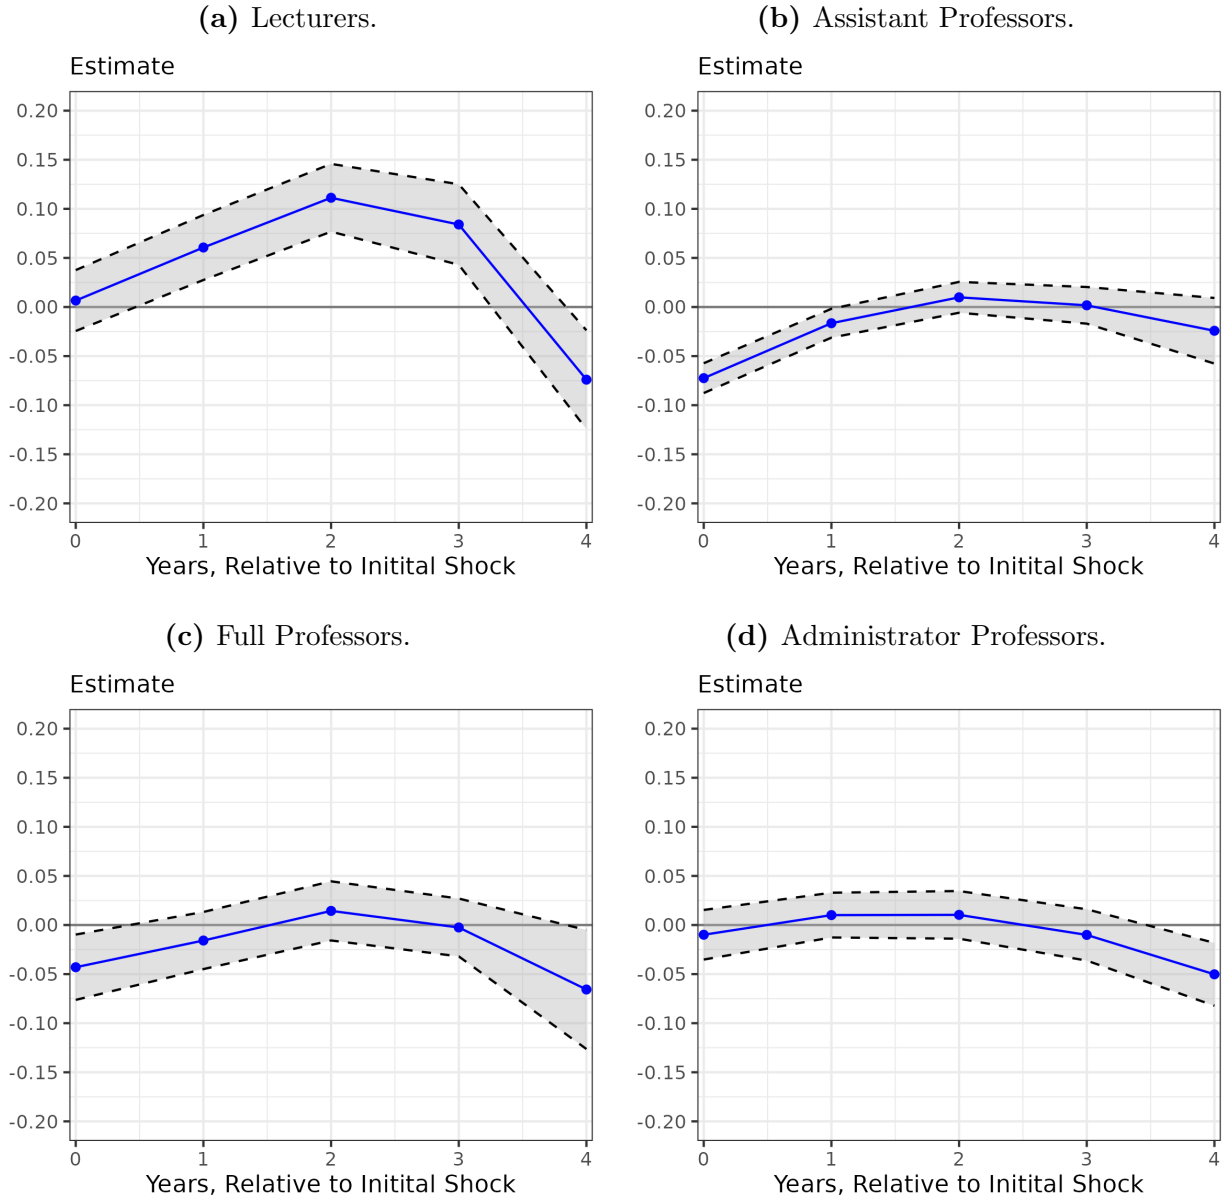 (a) Lecturers.
Estimate
0.20
0.15
0.10
0.05
0.00
-0.05
-0.10
-0.15
-0.20
0 1 2 3 4
Years, Relative to Initital Shock
(b) Assistant Professors.
Estimate
0.20
0.15
0.10
0.05
0.00
-0.05
-0.10
-0.15
-0.20
0 1 2 3 4
Years, Relative to Initital Shock
(c) Full Professors.
Estimate
0.20
0.15
0.10
0.05
0.00
-0.05
-0.10
-0.15
-0.20
0 1 2 3 4
Years, Relative to Initital Shock
(d) Administrator Professors.
Estimate
0.20
0.15
0.10
0.05
0.00
-0.05
-0.10
-0.15
-0.20
0 1 2 3 4
Years, Relative to Initital Shock